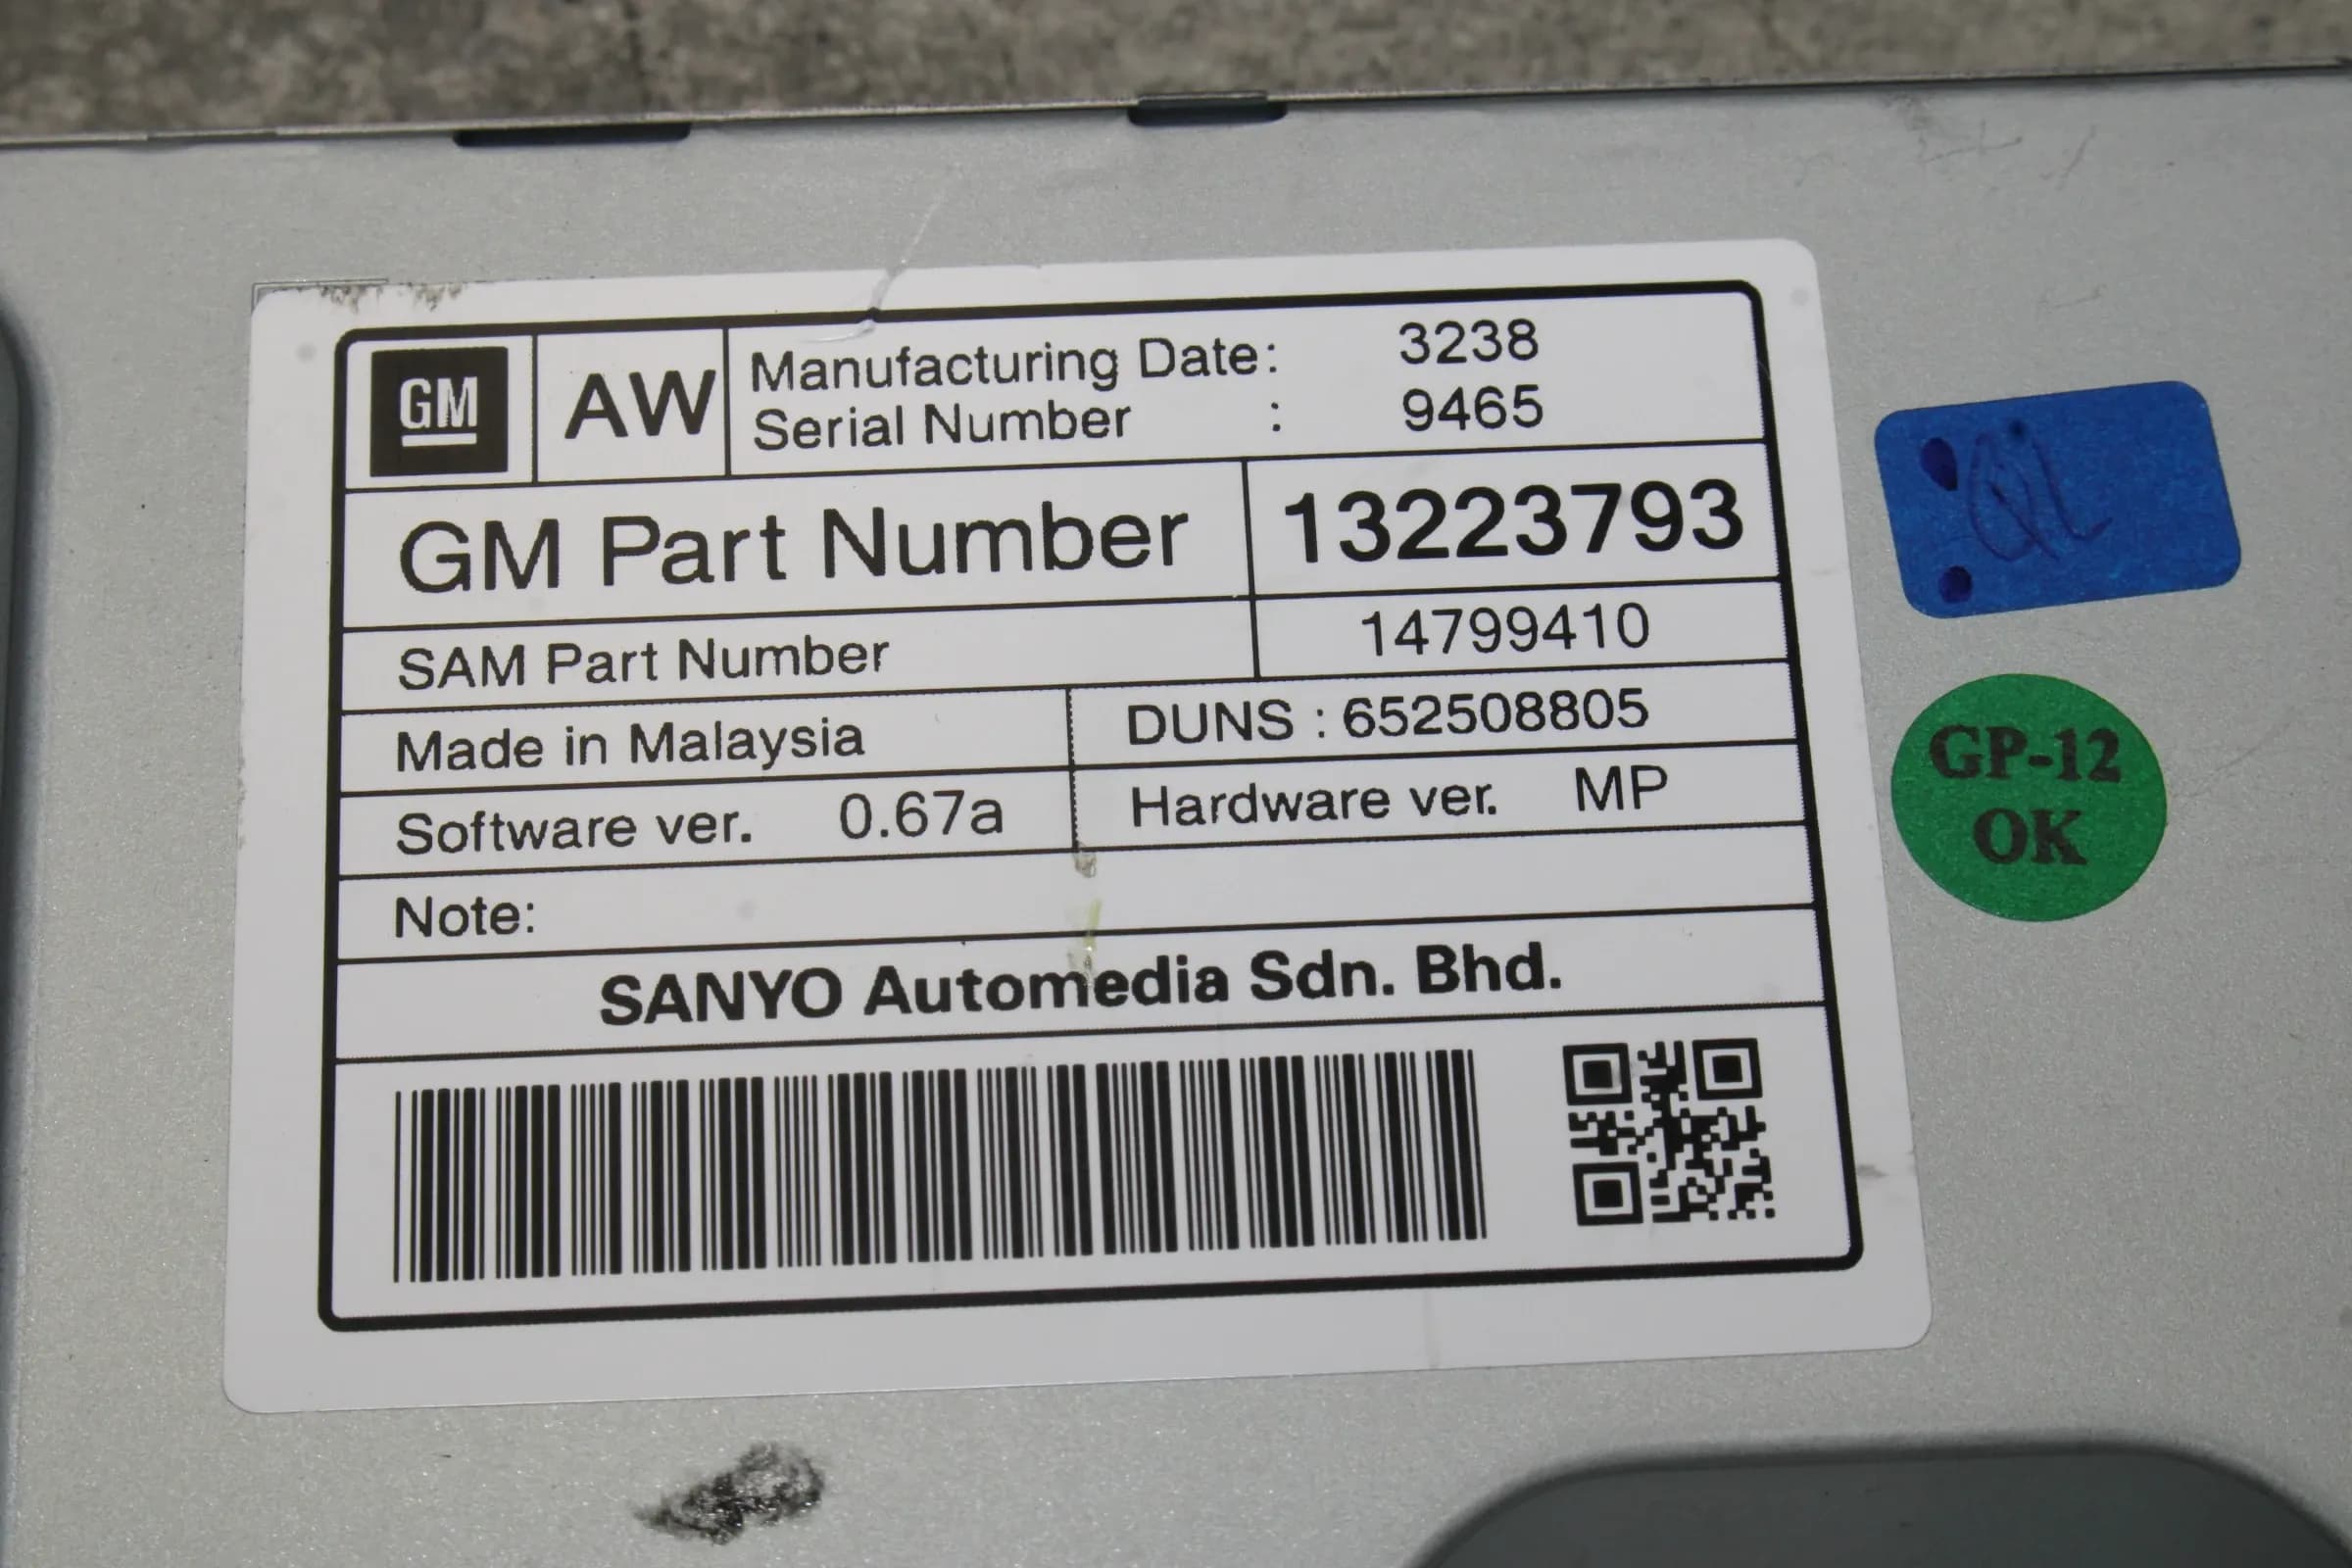 GM
AW
Manufacturing Date: 3238
Serial Number : 9465
GM Part Number 13223793
SAM Part Number 14799410
Made in Malaysia DUNS : 652508805
Software ver. 0.67a Hardware ver. MP
Note:
SANYO Automedia Sdn. Bhd.
GP-12
OK